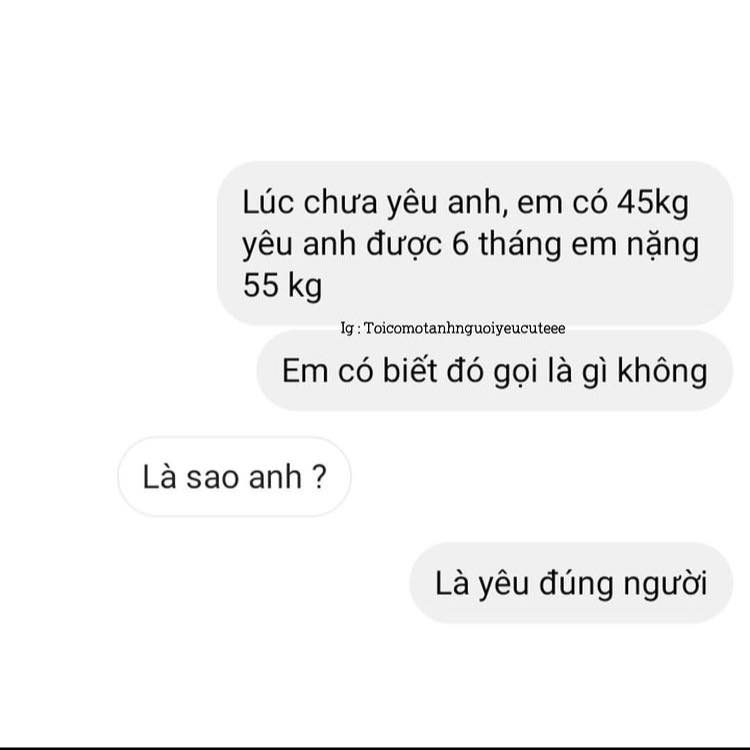 Lúc chưa yêu anh, em có 45kg
yêu anh được 6 tháng em nặng
55 kg
Ig : Toicomotanhnguoiyeucuteee
Em có biết đó gọi là gì không
Là sao anh ?
Là yêu đúng người